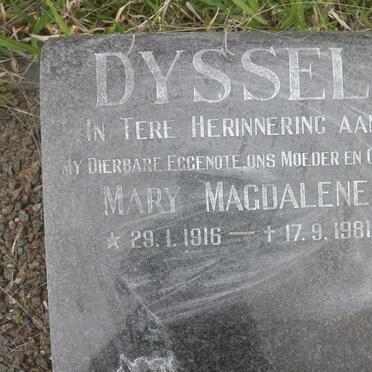 DYSSEL
IN TERE HERINNERING AAN
MY DIERBARE EGGENOTE, ONS MOEDER EN
MARY MAGDALENE
★ 29.1.1916 — ✝ 17.9.1981